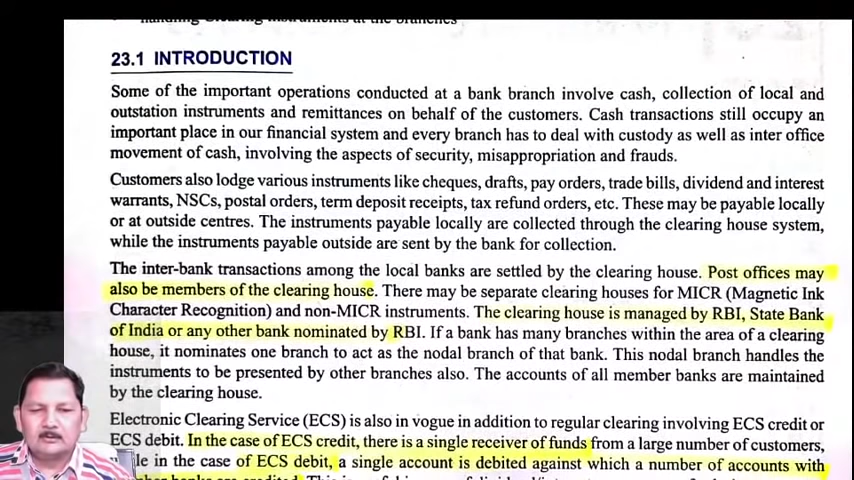 handling Clearing Instruments at the branches
23.1 INTRODUCTION
Some of the important operations conducted at a bank branch involve cash, collection of local and
outstation instruments and remittances on behalf of the customers. Cash transactions still occupy an
important place in our financial system and every branch has to deal with custody as well as inter office
movement of cash, involving the aspects of security, misappropriation and frauds.
Customers also lodge various instruments like cheques, drafts, pay orders, trade bills, dividend and interest
warrants, NSCs, postal orders, term deposit receipts, tax refund orders, etc. These may be payable locally
or at outside centres. The instruments payable locally are collected through the clearing house system,
while the instruments payable outside are sent by the bank for collection.
The inter-bank transactions among the local banks are settled by the clearing house. Post offices may
also be members of the clearing house. There may be separate clearing houses for MICR (Magnetic Ink
Character Recognition) and non-MICR instruments. The clearing house is managed by RBI, State Bank
of India or any other bank nominated by RBI. If a bank has many branches within the area of a clearing
house, it nominates one branch to act as the nodal branch of that bank. This nodal branch handles the
instruments to be presented by other branches also. The accounts of all member banks are maintained
by the clearing house.
Electronic Clearing Service (ECS) is also in vogue in addition to regular clearing involving ECS credit or
ECS debit. In the case of ECS credit, there is a single receiver of funds from a large number of customers,
in the case of ECS debit, a single account is debited against which a number of accounts with
banks are credited.